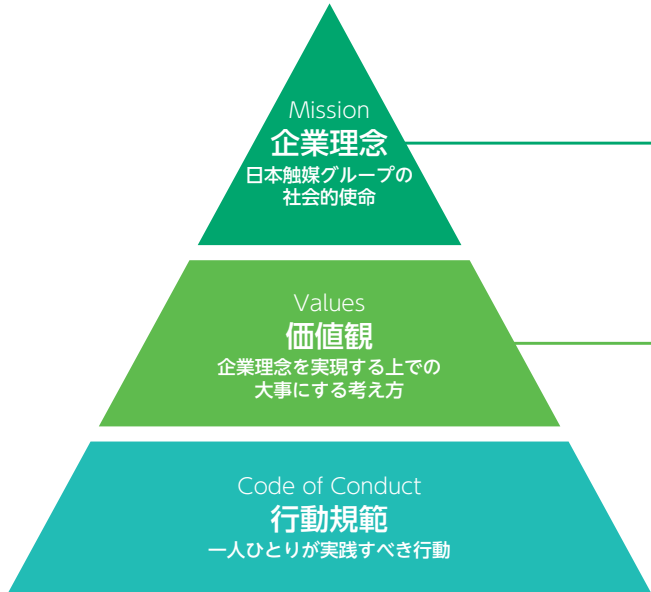 Mission
企業理念
日本触媒グループの
社会的使命
Values
価値観
企業理念を実現する上での
大事にする考え方
Code of Conduct
行動規範
一人ひとりが実践すべき行動